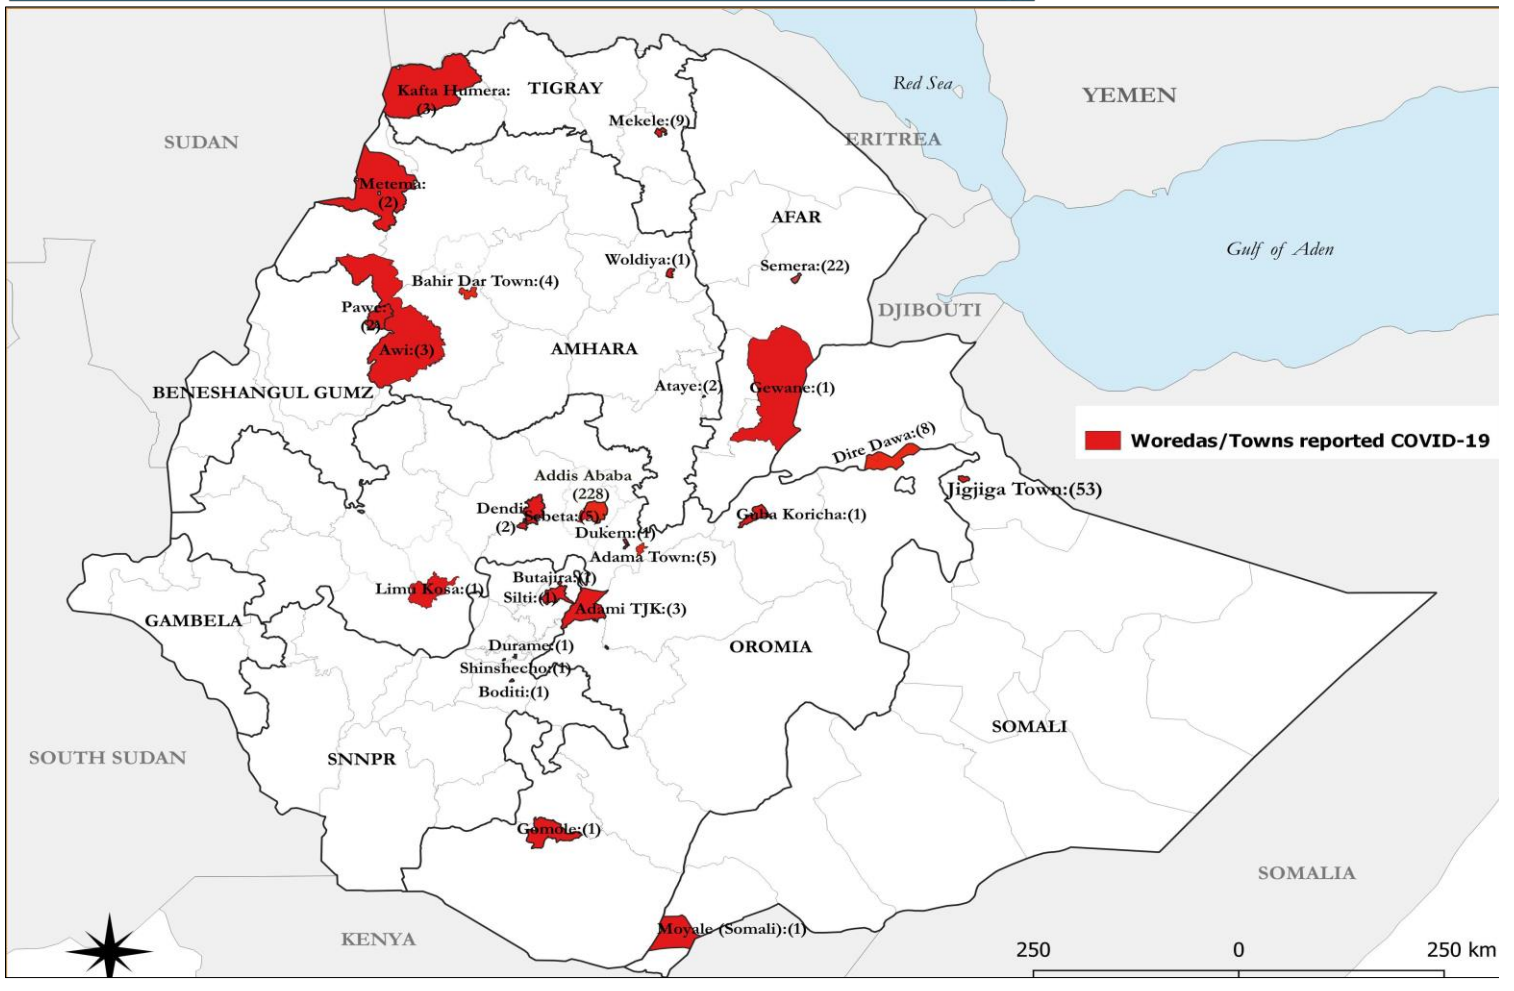 Red Sea
YEMEN
Kafta Humera:
(3)
TIGRAY
Mekele:(9)
SUDAN
ERITREA
Metema:
(2)
AFAR
Woldiya:(1)
Semera:(22)
Gulf of Aden
Bahir Dar Town:(4)
Pawe:
(2)
DJIBOUTI
Awi:(3)
AMHARA
BENESHANGUL GUMZ
Ataye:(2)
Gewane:(1)
Dire Dawa:(8)
Woredas/Towns reported COVID-19
Addis Ababa
(228)
Jigjiga Town:(53)
Dendi:
(2)
Sebeta:(5)
Guba Koricha:(1)
Dukem:(1)
Adama Town:(5)
Butajira:(1)
Limu Kosa:(1)
Silti:(1)
Adami TJK:(3)
GAMBELA
Durame:(1)
OROMIA
Shinshecho:(1)
Boditi:(1)
SOMALI
SOUTH SUDAN
SNNPR
Gomole:(1)
SOMALIA
Moyale (Somali):(1)
KENYA
250 0 250 km